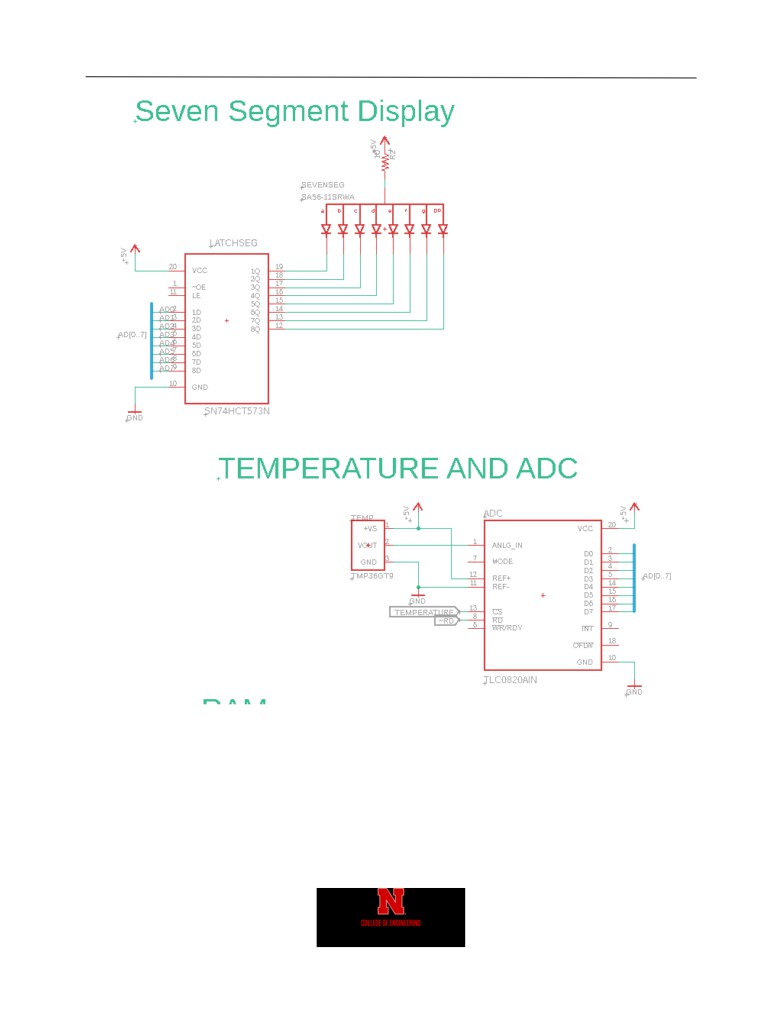 Seven Segment Display
+5V
R2
SEVENSEG
SA56-11SRWA
a b c d e f g DP
LATCHSEG
+5V
20 VCC 1Q 19
2Q 18
1 ~OE 3Q 17
11 LE 4Q 16
5Q 15
AD0 1D 6Q 14
AD1 2D 7Q 13
AD2 3D 8Q 12
AD[0..7]
AD3 4D
AD4 5D
AD5 6D
AD6 7D
AD7 8D
10 GND
GND
SN74HCT573N
TEMPERATURE AND ADC
+5V
+5V
TEMP
ADC
+VS 1
VCC 20
VOUT 2
1 ANLG_IN
D0 2
7 MODE
D1 3
GND 3
D2 4
TMP36GT9
12 REF+
D3 5
AD[0..7]
11 REF-
D4 14
GND
D5 15
D6 16
TEMPERATURE 13 CS
D7 17
~RD 8 RD
6 WR/RDY
INT 9
OFLW 18
GND 10
TLC0820AIN
GND
RAM
N
COLLEGE OF ENGINEERING